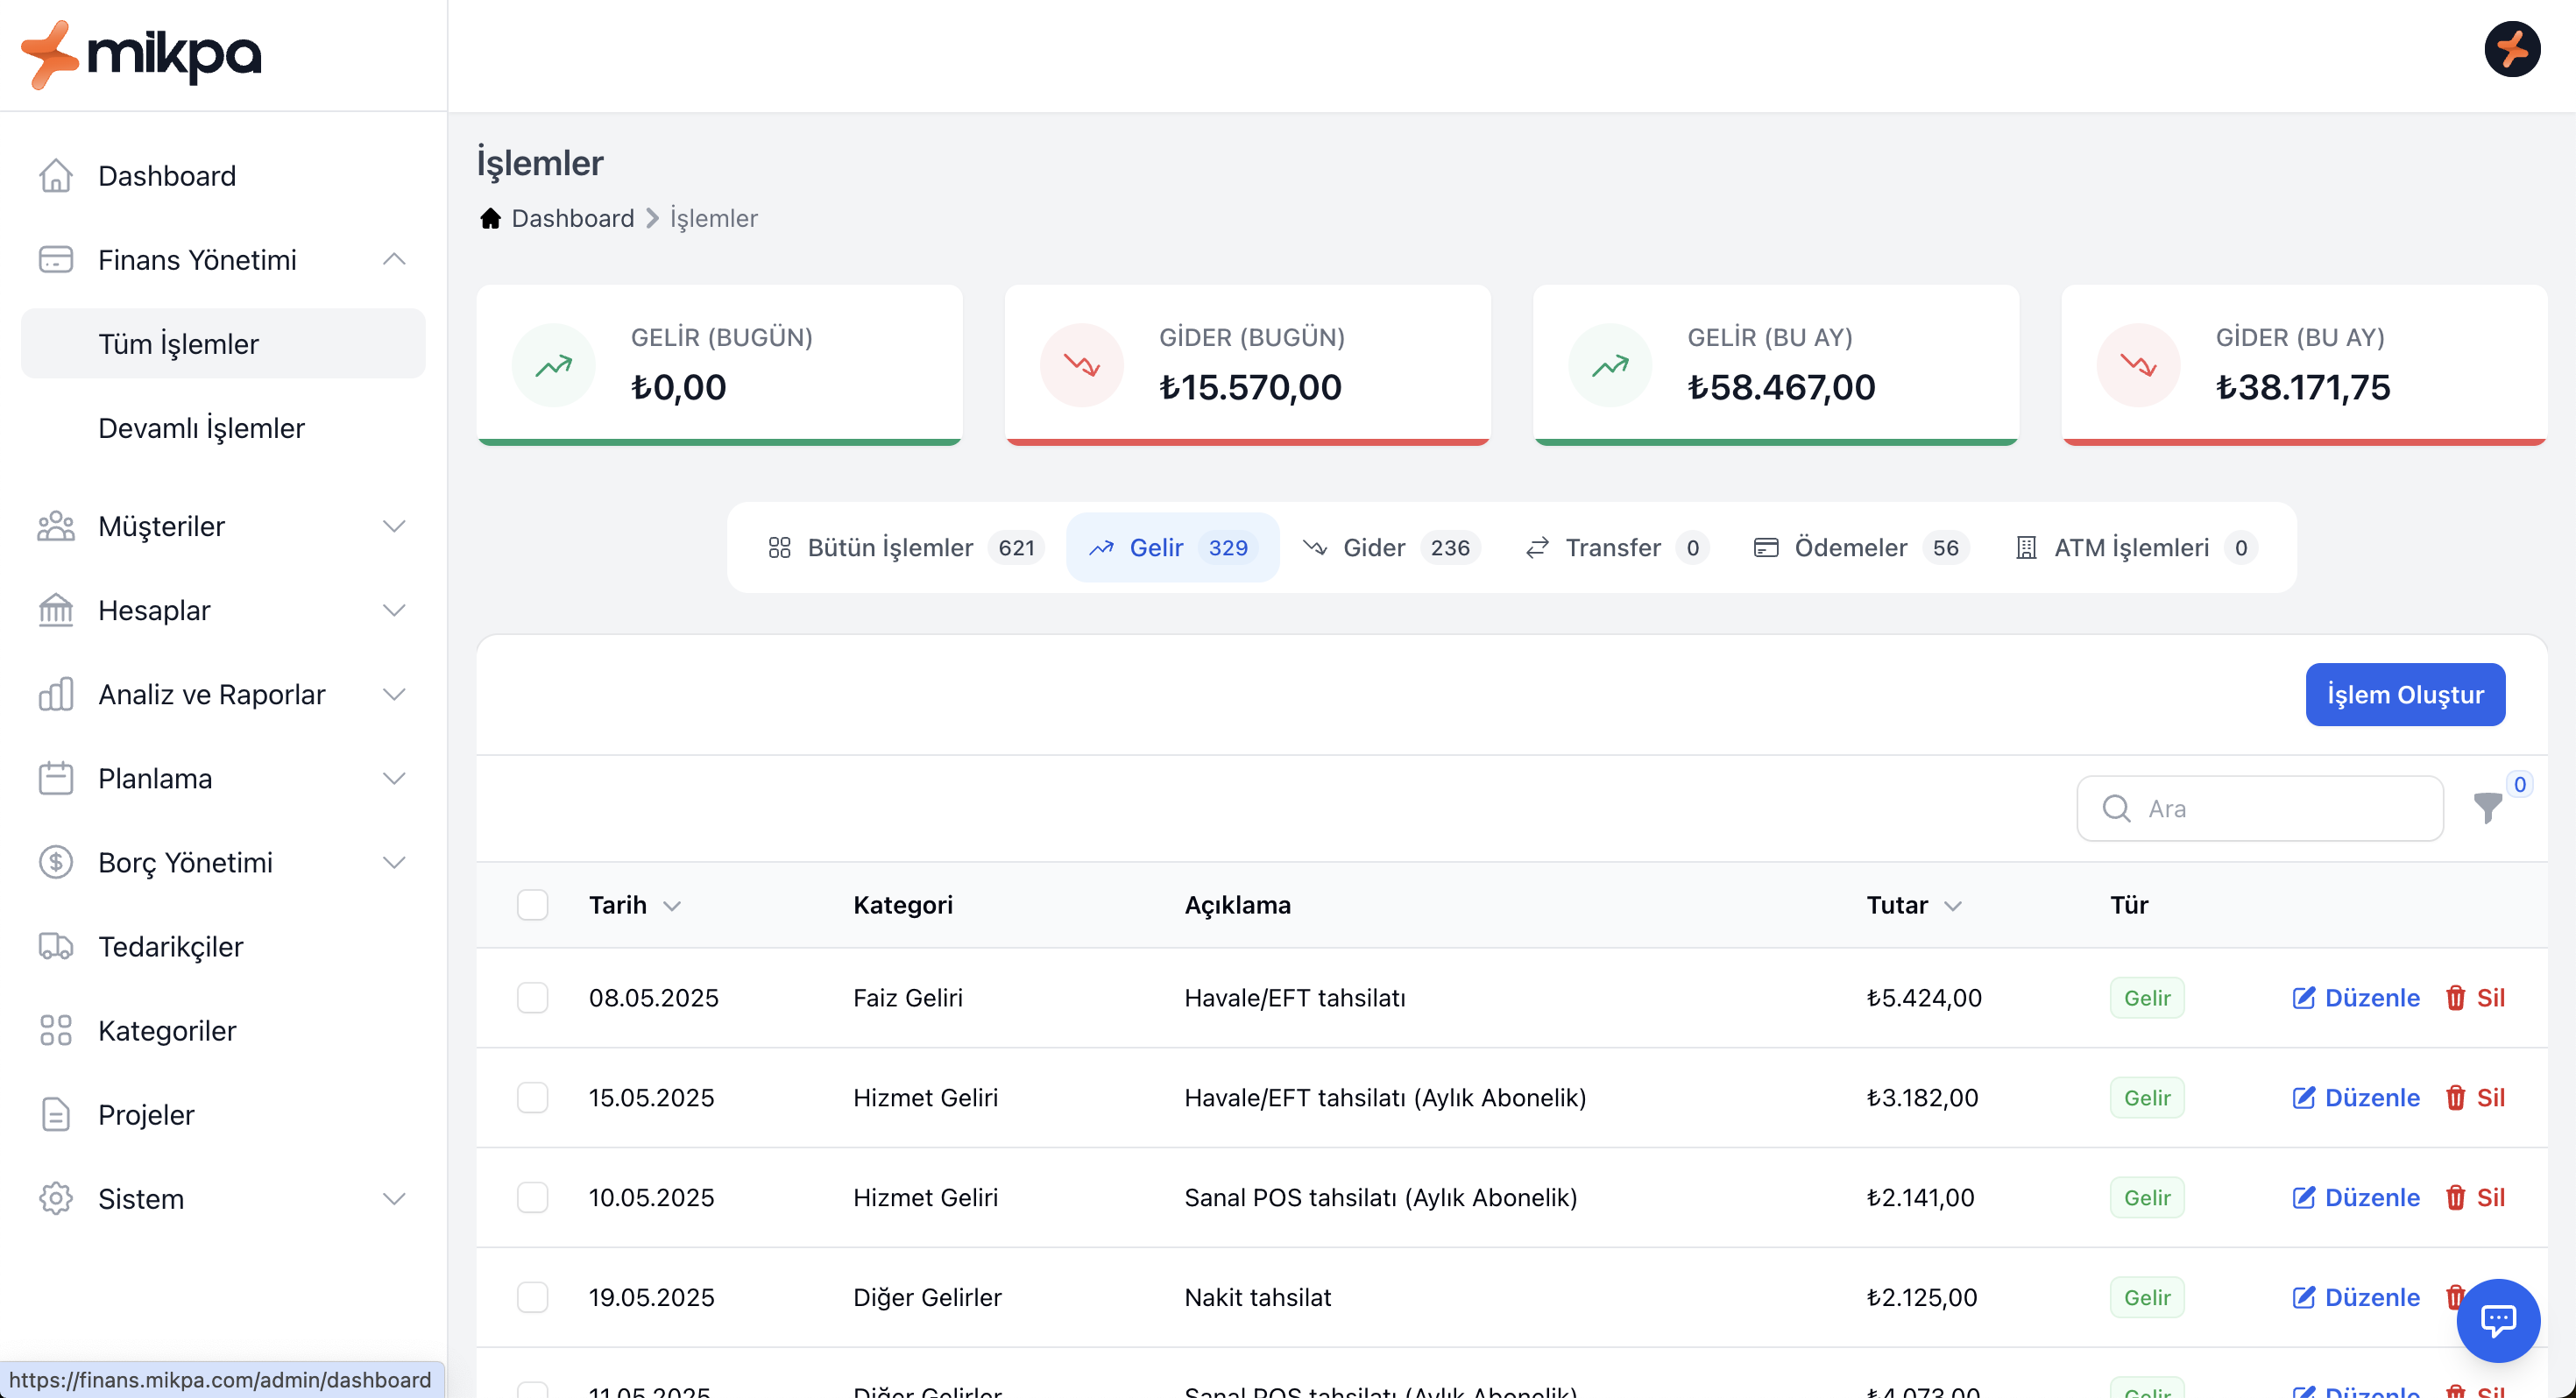 mikpa
Dashboard
Finans Yönetimi
Tüm İşlemler
Devamlı İşlemler
Müşteriler
Hesaplar
Analiz ve Raporlar
Planlama
Borç Yönetimi
Tedarikçiler
Kategoriler
Projeler
Sistem
https://finans.mikpa.com/admin/dashboard
İşlemler
Dashboard İşlemler
GELİR (BUGÜN)
₺0,00
GİDER (BUGÜN)
₺15.570,00
GELİR (BU AY)
₺58.467,00
GİDER (BU AY)
₺38.171,75
Bütün İşlemler 621 Gelir 329 Gider 236 Transfer 0 Ödemeler 56 ATM İşlemleri 0
İşlem Oluştur
Ara 0
Tarih Kategori Açıklama Tutar Tür
08.05.2025 Faiz Geliri Havale/EFT tahsilatı ₺5.424,00 Gelir Düzenle Sil
15.05.2025 Hizmet Geliri Havale/EFT tahsilatı (Aylık Abonelik) ₺3.182,00 Gelir Düzenle Sil
10.05.2025 Hizmet Geliri Sanal POS tahsilatı (Aylık Abonelik) ₺2.141,00 Gelir Düzenle Sil
19.05.2025 Diğer Gelirler Nakit tahsilat ₺2.125,00 Gelir Düzenle
11.05.2025 Diğer Gelirler Sanal POS tahsilatı (Aylık Abonelik) ₺4.073,00 Gelir Düzenle Sil